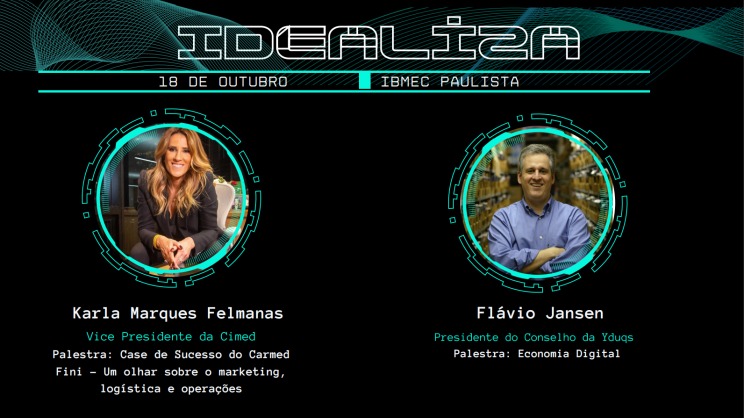 IDEALIZA
18 DE OUTUBRO
IBMEC PAULISTA
Karla Marques Felmanas
Vice Presidente da Cimed
Palestra: Case de Sucesso do Carmed
Fini - Um olhar sobre o marketing,
logística e operações
Flávio Jansen
Presidente do Conselho da Yduqs
Palestra: Economia Digital